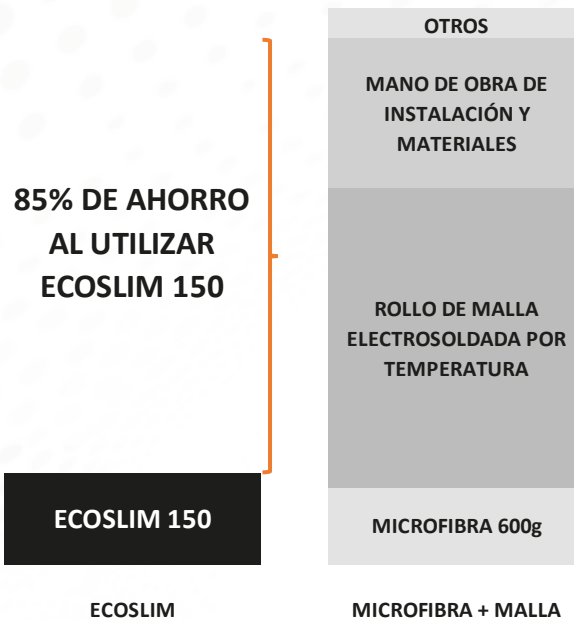 85% DE AHORRO
AL UTILIZAR
ECOSLIM 150
ECOSLIM 150
ECOSLIM
OTROS
MANO DE OBRA DE
INSTALACIÓN Y
MATERIALES
ROLLO DE MALLA
ELECTROSOLDADA POR
TEMPERATURA
MICROFIBRA 600g
MICROFIBRA + MALLA